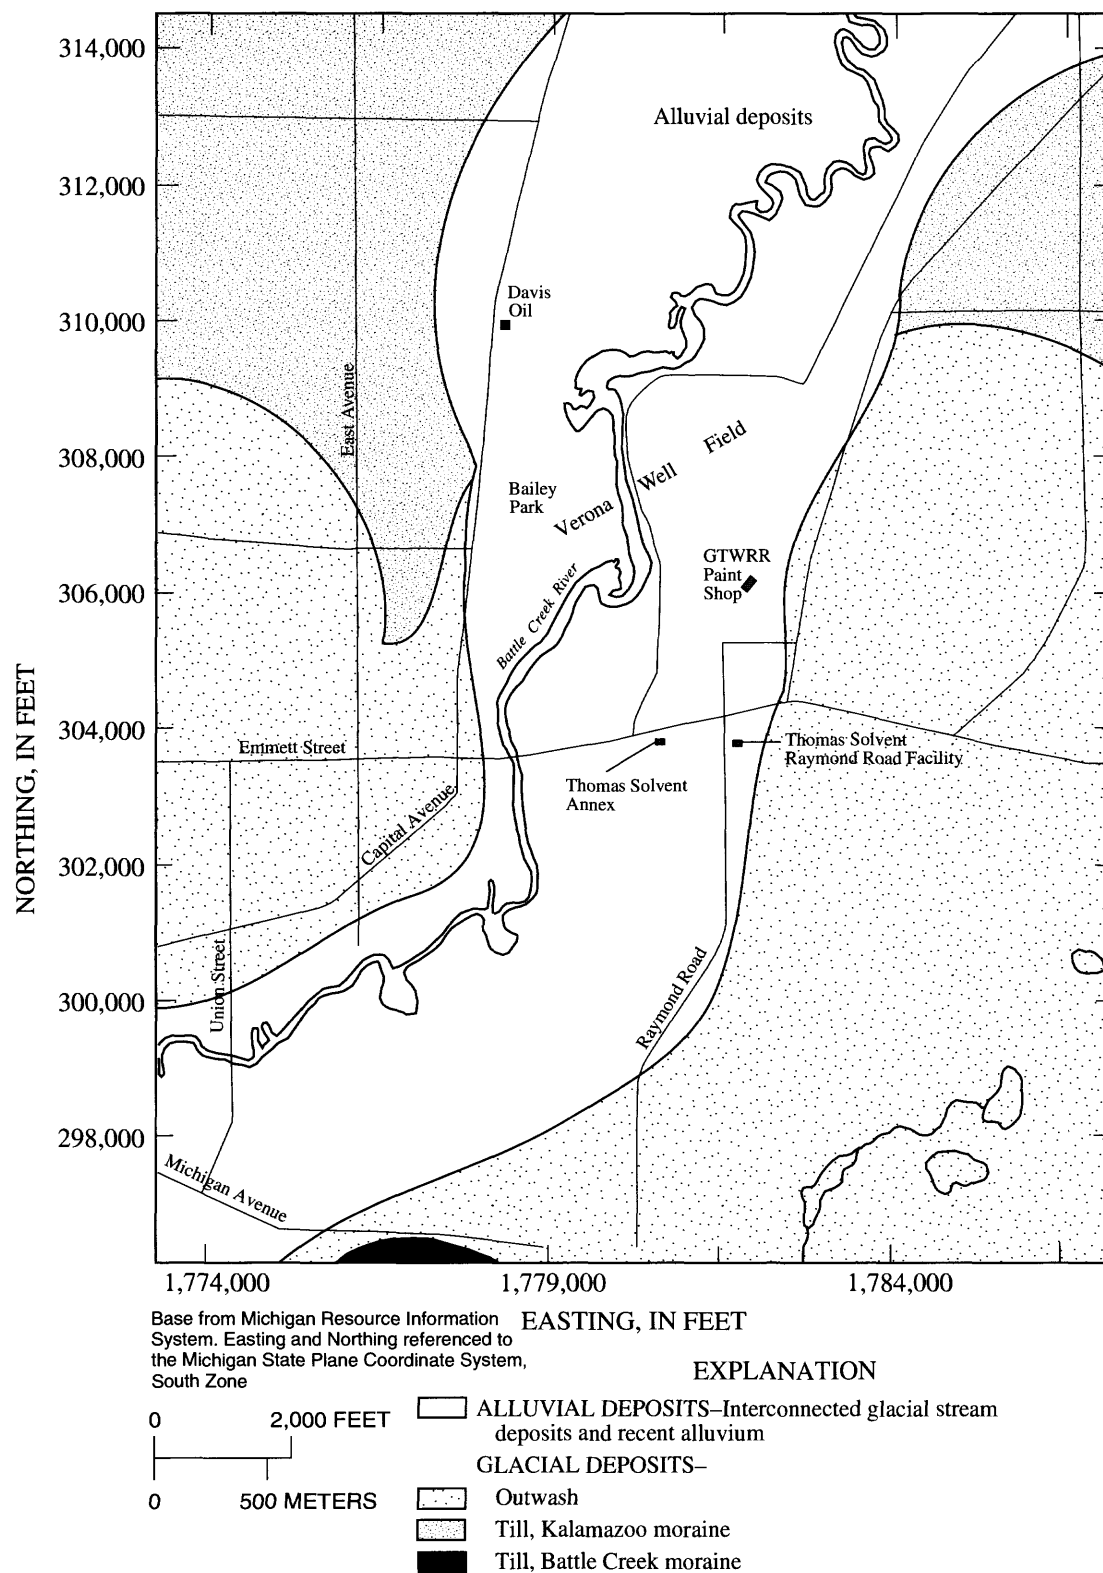 314,000
312,000
310,000
308,000
306,000
304,000
302,000
300,000
298,000
NORTHING, IN FEET
Alluvial deposits
Davis
Oil
East Avenue
Bailey
Park
Verona Well Field
Battle Creek River
GTWRR
Paint
Shop
Emmett Street
Thomas Solvent
Annex
Thomas Solvent
Raymond Road Facility
Capital Avenue
Union Street
Raymond Road
Michigan Avenue
1,774,000
1,779,000
1,784,000
EASTING, IN FEET
Base from Michigan Resource Information
System. Easting and Northing referenced to
the Michigan State Plane Coordinate System,
South Zone
0 2,000 FEET
0 500 METERS
EXPLANATION
ALLUVIAL DEPOSITS–Interconnected glacial stream
deposits and recent alluvium
GLACIAL DEPOSITS–
Outwash
Till, Kalamazoo moraine
Till, Battle Creek moraine